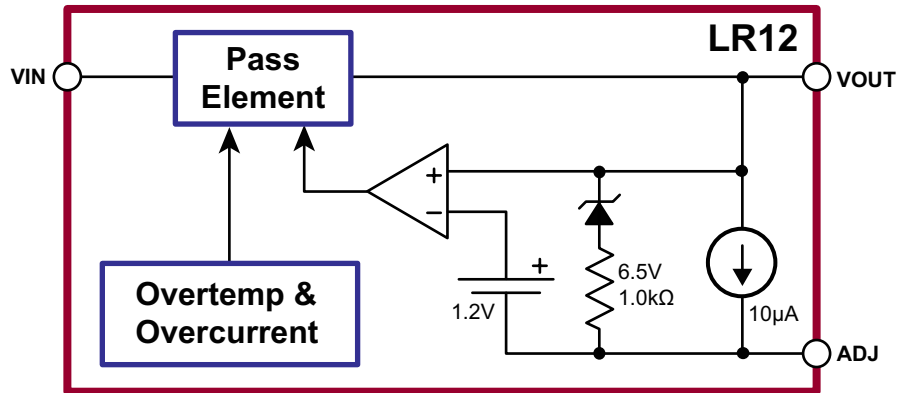 LR12
VIN
Pass
Element
VOUT
+
−
+
1.2V
6.5V
1.0kΩ
10µA
Overtemp &
Overcurrent
ADJ